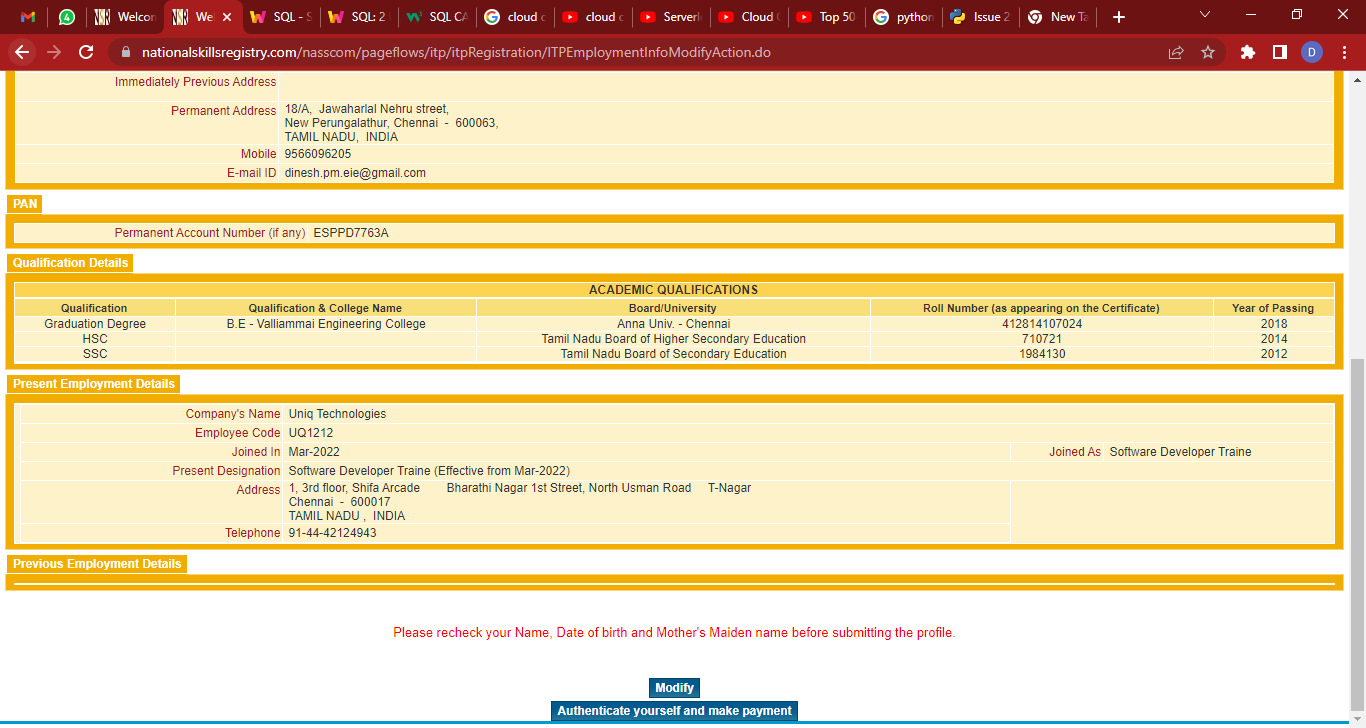 Welcon
We
SQL - S
SQL: 2
SQL CA
cloud c
cloud c
Server
Cloud
Top 50
python
Issue 2
New Ta
nationalskillsregistry.com/nasscom/pageflows/itp/itpRegistration/ITPEmploymentInfoModifyAction.do
D
Immediately Previous Address
Permanent Address 18/A, Jawaharlal Nehru street,
New Perungalathur, Chennai - 600063,
TAMIL NADU, INDIA
Mobile 9566096205
E-mail ID dinesh.pm.eie@gmail.com
PAN
Permanent Account Number (if any) ESPPD7763A
Qualification Details
ACADEMIC QUALIFICATIONS
Qualification Qualification & College Name Board/University Roll Number (as appearing on the Certificate) Year of Passing
Graduation Degree B.E - Valliammai Engineering College Anna Univ. - Chennai 412814107024 2018
HSC Tamil Nadu Board of Higher Secondary Education 710721 2014
SSC Tamil Nadu Board of Secondary Education 1984130 2012
Present Employment Details
Company's Name Uniq Technologies
Employee Code UQ1212
Joined In Mar-2022 Joined As Software Developer Traine
Present Designation Software Developer Traine (Effective from Mar-2022)
Address 1, 3rd floor, Shifa Arcade Bharathi Nagar 1st Street, North Usman Road T-Nagar
Chennai - 600017
TAMIL NADU , INDIA
Telephone 91-44-42124943
Previous Employment Details
Please recheck your Name, Date of birth and Mother's Maiden name before submitting the profile.
Modify
Authenticate yourself and make payment